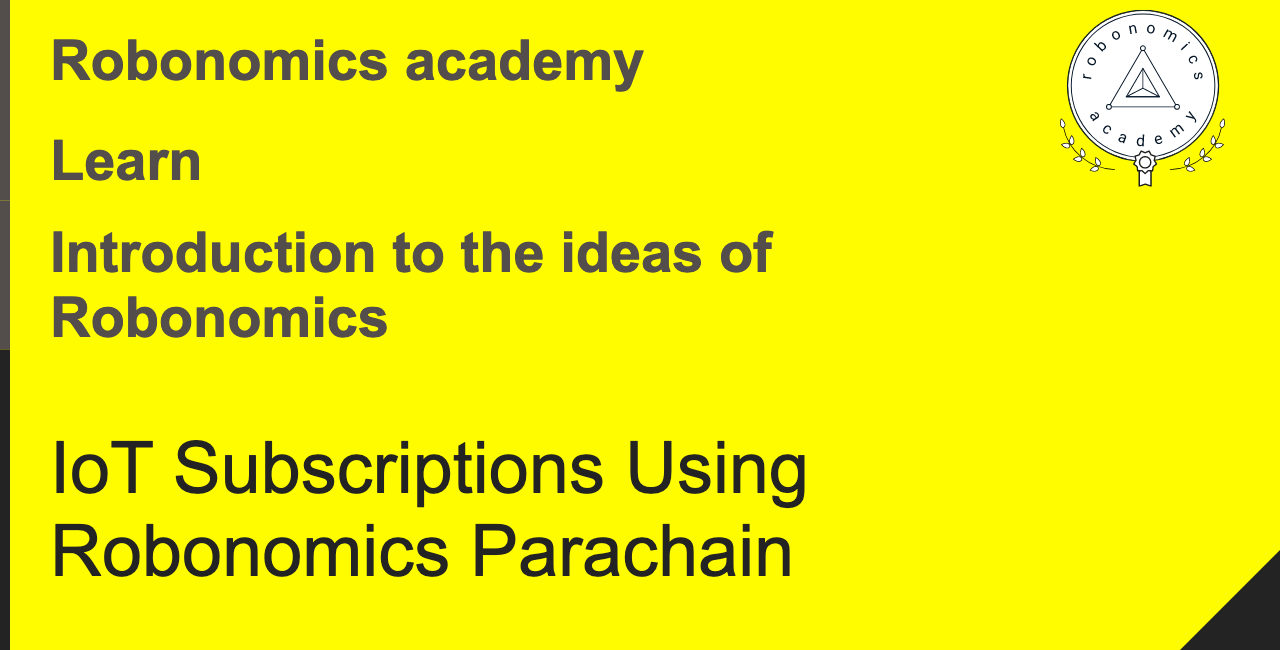 Robonomics academy
Learn
Introduction to the ideas of
Robonomics
IoT Subscriptions Using
Robonomics Parachain
robonomics
academy